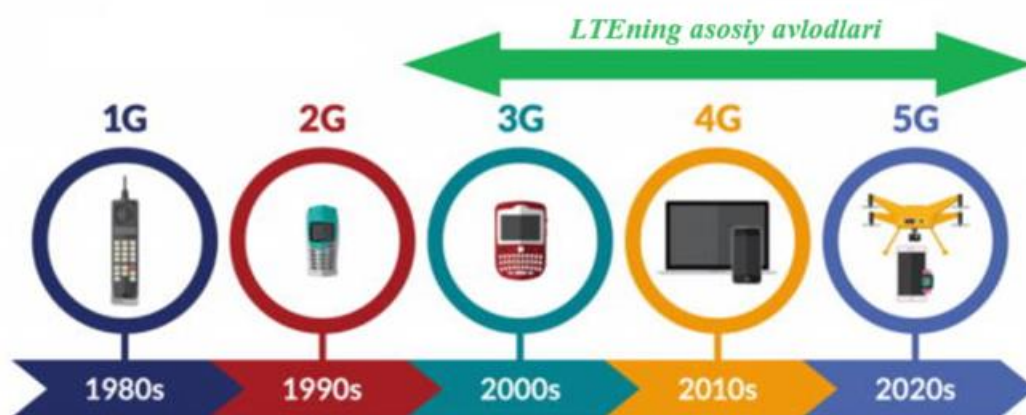 LTEning asosiy avlodlari
1G 2G 3G 4G 5G
1980s 1990s 2000s 2010s 2020s